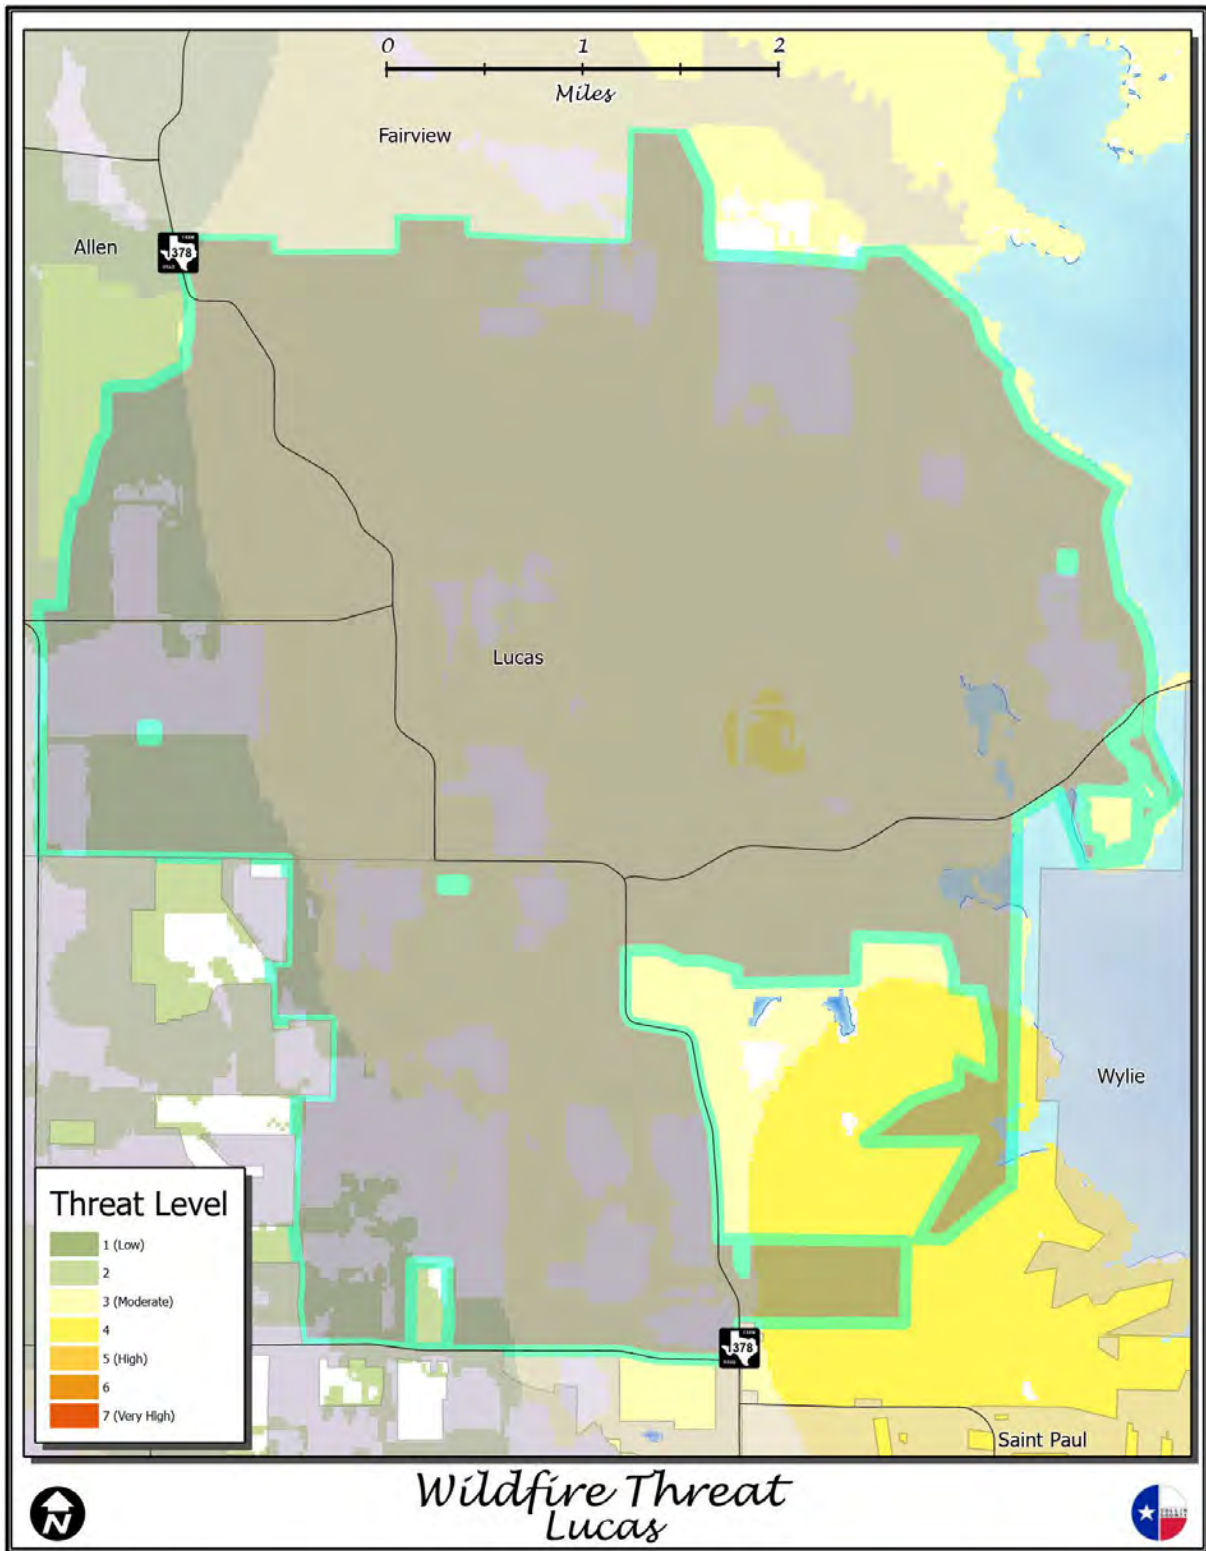 0 1 2
Miles
Fairview
Allen
378
Lucas
Wylie
Threat Level
1 (Low)
2
3 (Moderate)
4
5 (High)
6
7 (Very High)
378
Saint Paul
N
Wildfire Threat
Lucas